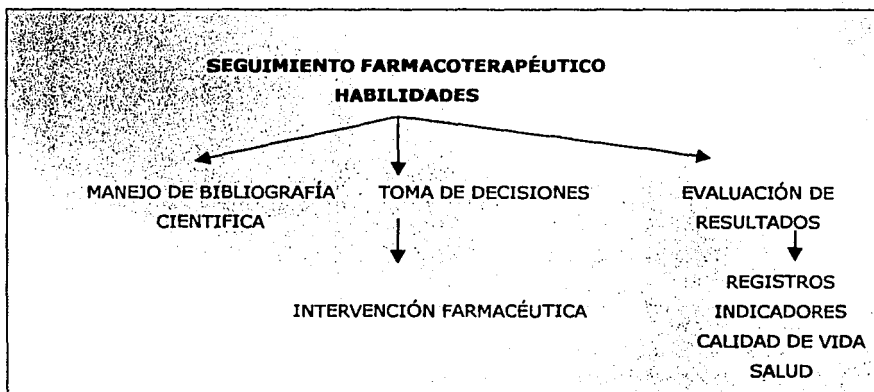 SEGUIMIENTO FARMACOTERAPÉUTICO
HABILIDADES
MANEJO DE BIBLIOGRAFÍA
CIENTIFICA
TOMA DE DECISIONES
INTERVENCIÓN FARMACÉUTICA
EVALUACIÓN DE
RESULTADOS
REGISTROS
INDICADORES
CALIDAD DE VIDA
SALUD